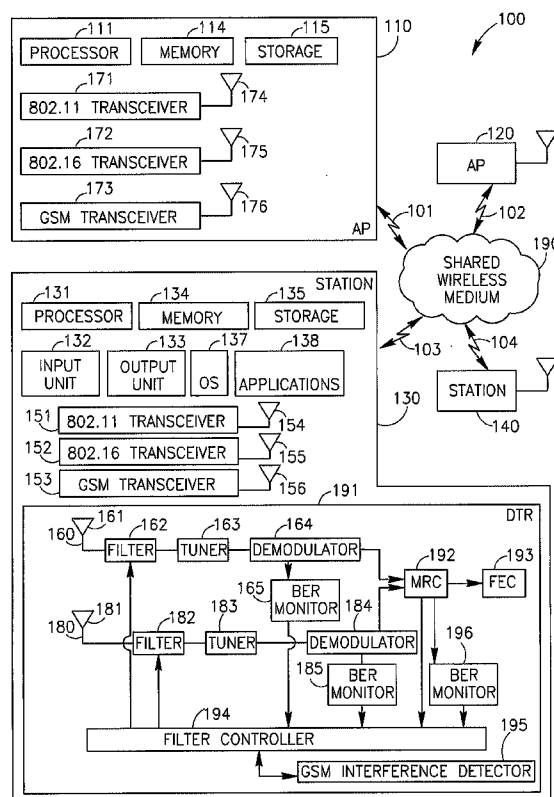 111
114
115
110
100
PROCESSOR
MEMORY
STORAGE
171
802.11 TRANSCEIVER
174
172
802.16 TRANSCEIVER
175
173
GSM TRANSCEIVER
176
AP
120
AP
101
102
190
SHARED
WIRELESS
MEDIUM
103
104
STATION
140
STATION
131
134
135
PROCESSOR
MEMORY
STORAGE
132
133
137
138
INPUT
UNIT
OUTPUT
UNIT
OS
APPLICATIONS
130
151
802.11 TRANSCEIVER
154
152
802.16 TRANSCEIVER
155
153
GSM TRANSCEIVER
156
191
DTR
161
160
162
163
164
192
193
FILTER
TUNER
DEMODULATOR
MRC
FEC
165
BER
MONITOR
181
180
182
183
184
FILTER
TUNER
DEMODULATOR
185
BER
MONITOR
196
BER
MONITOR
194
FILTER CONTROLLER
195
GSM INTERFERENCE DETECTOR